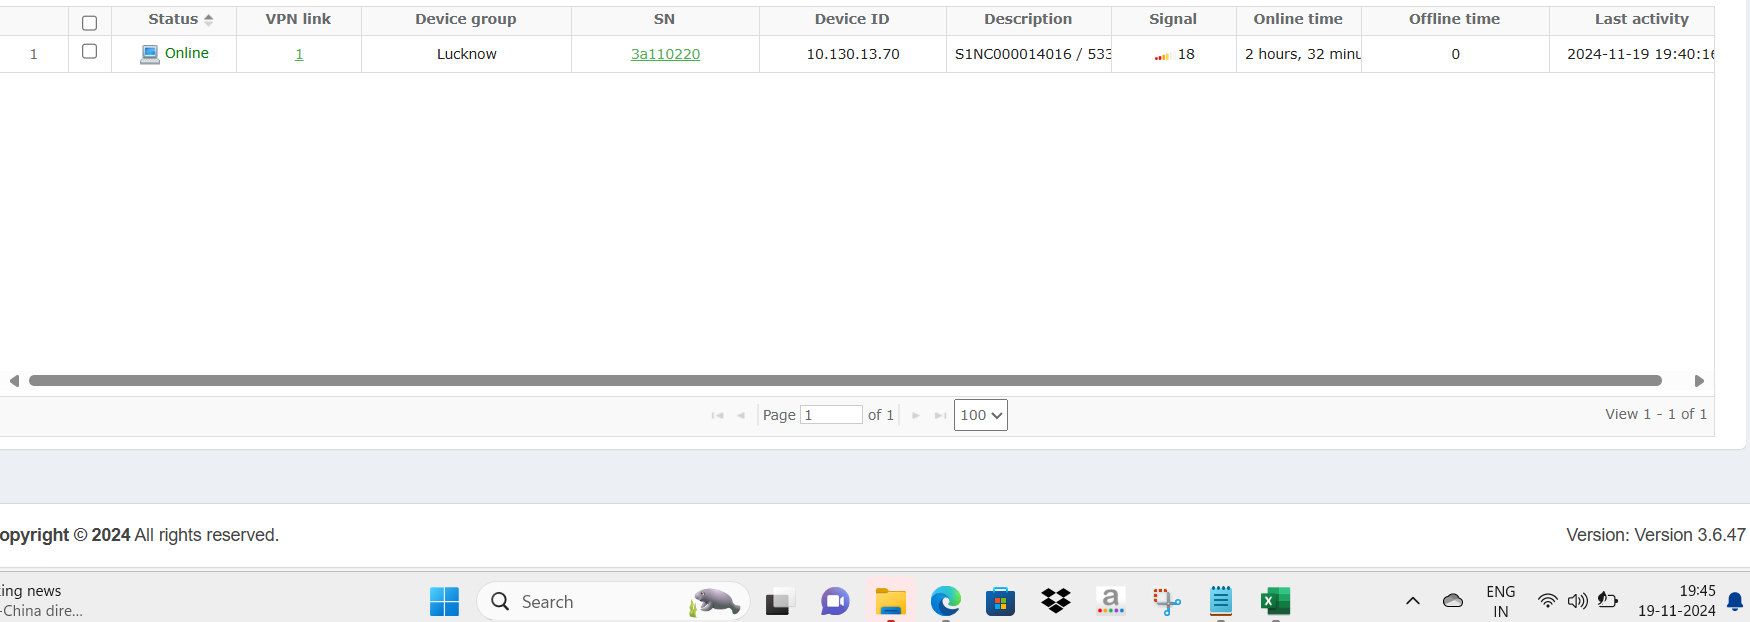 Status VPN link Device group SN Device ID Description Signal Online time Offline time Last activity
1 Online 1 Lucknow 3a110220 10.130.13.70 S1NC000014016 / 533 18 2 hours, 32 minu 0 2024-11-19 19:40:16
Page 1 of 1 100 View 1 - 1 of 1
opyright © 2024 All rights reserved. Version: Version 3.6.47
ing news
-China dire...
Search
a
ENG
IN
19:45
19-11-2024